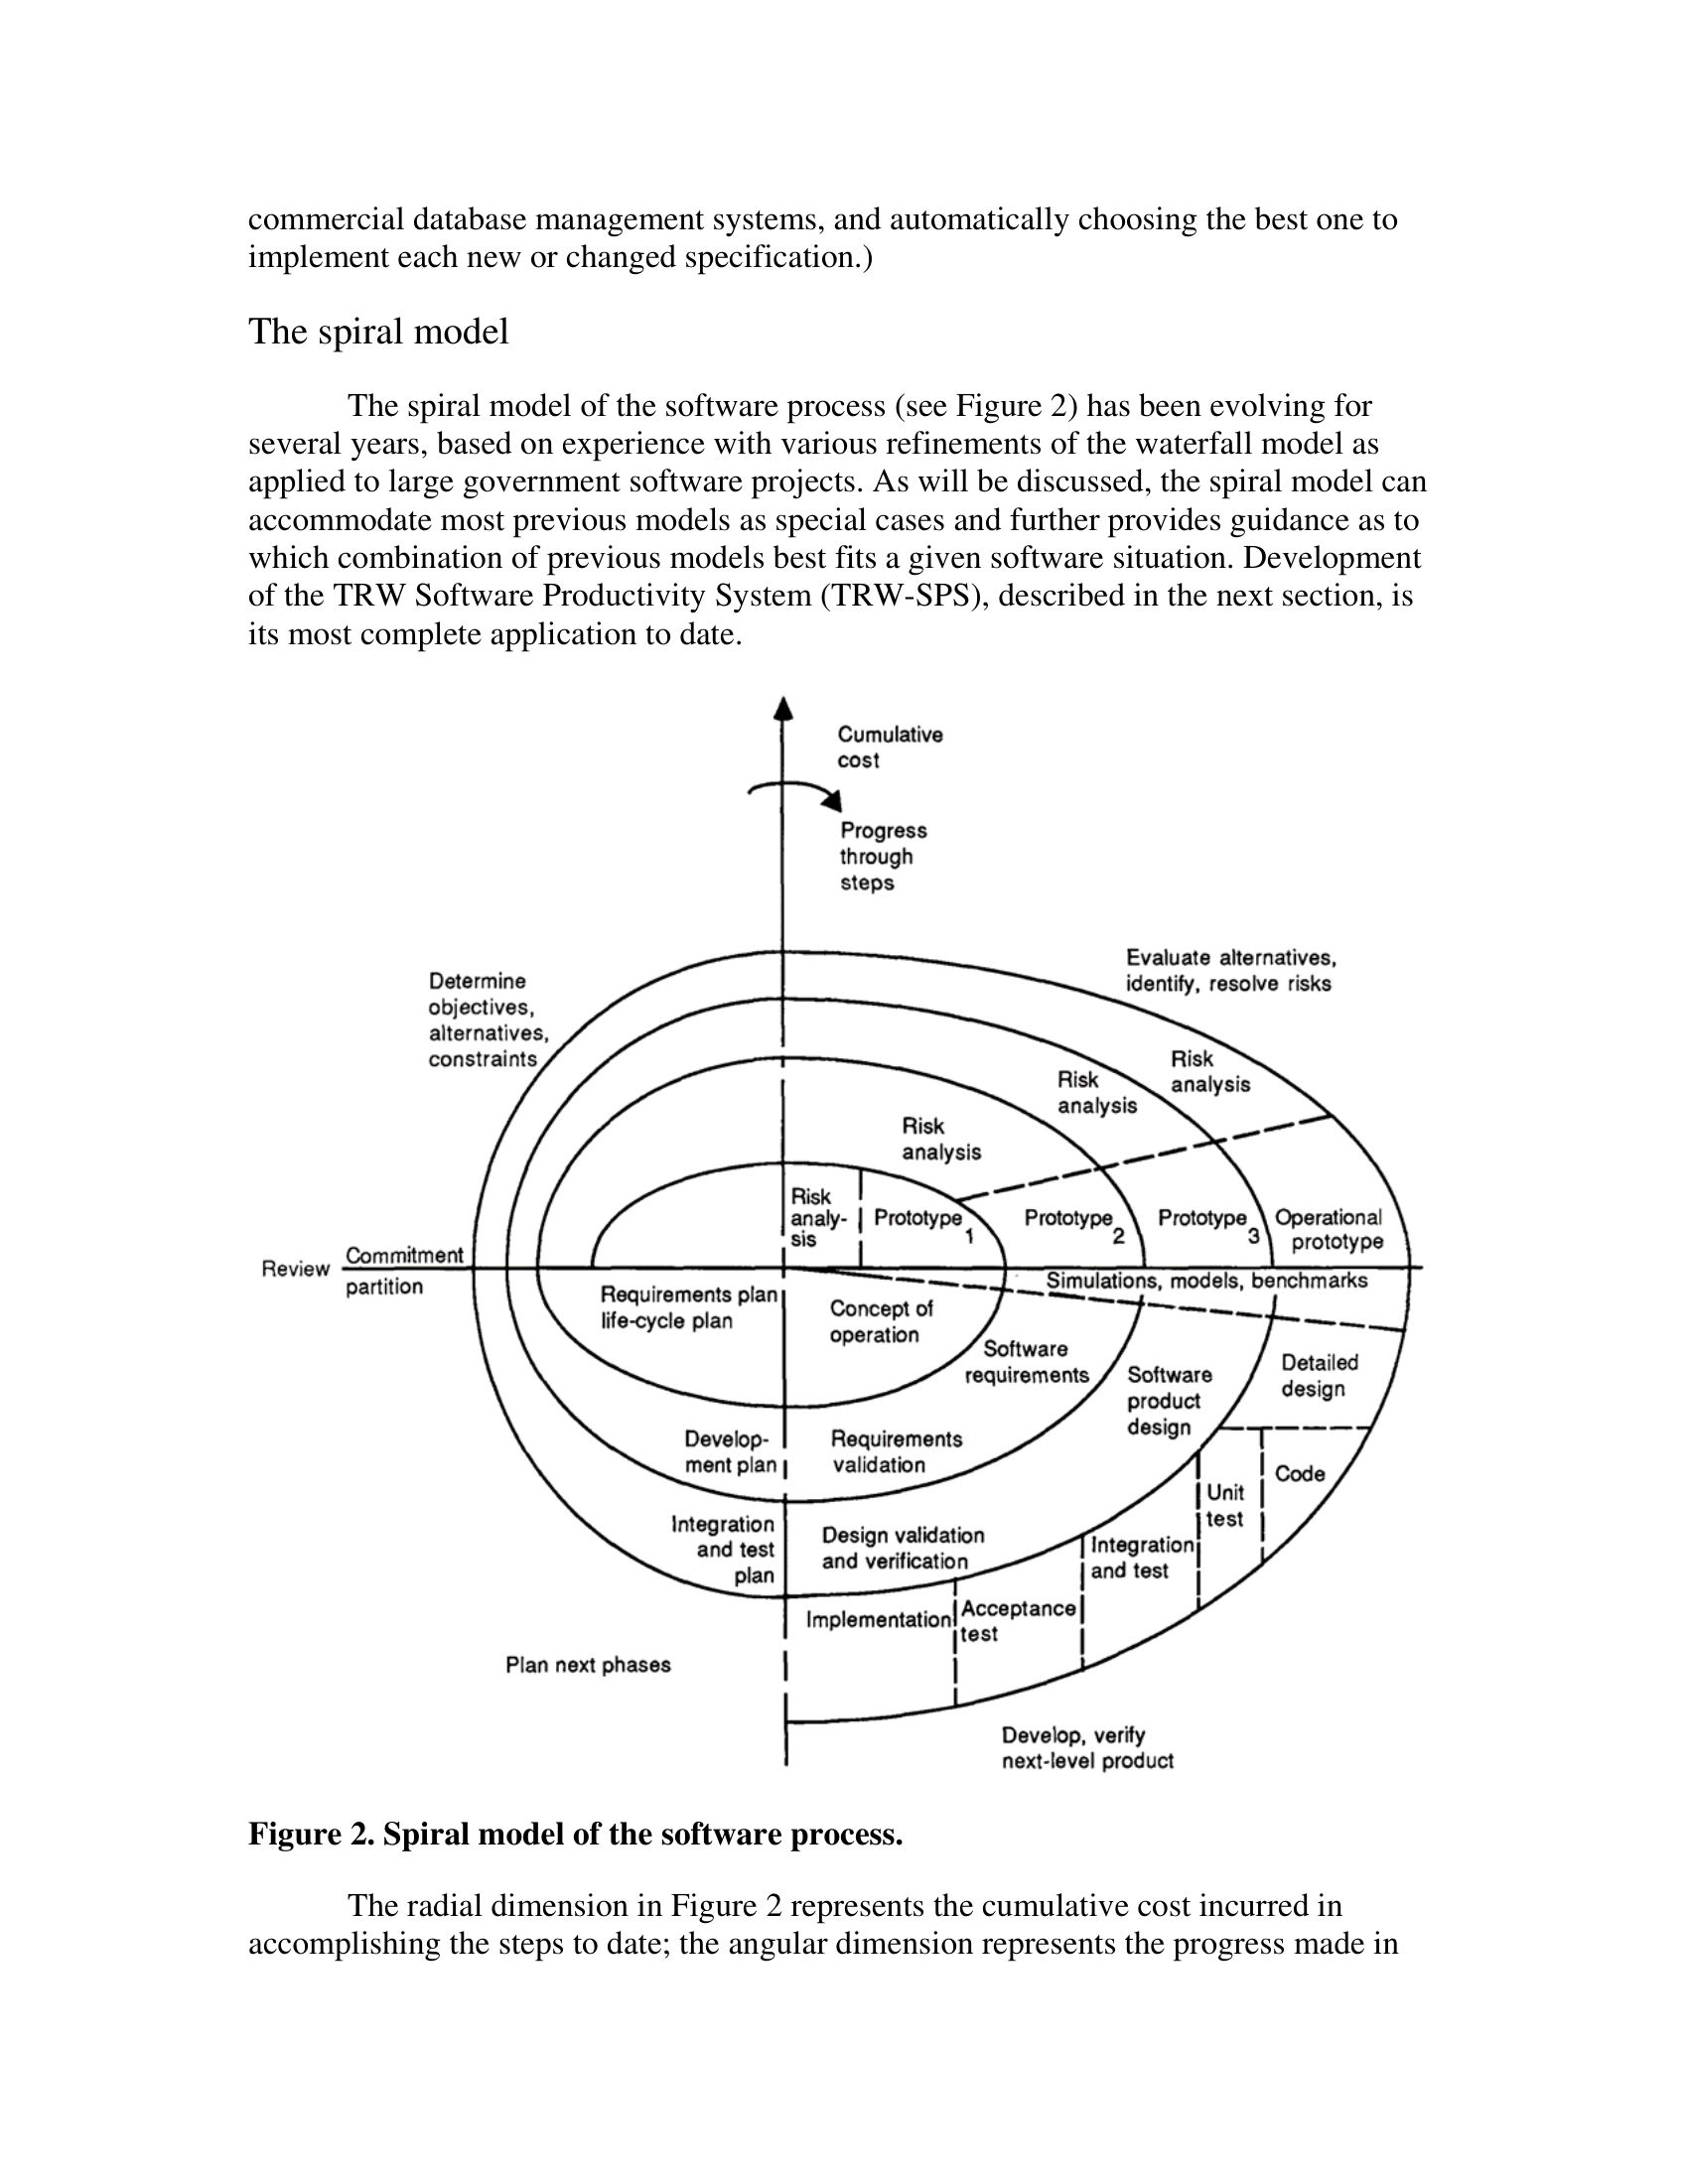 commercial database management systems, and automatically choosing the best one to
implement each new or changed specification.)
The spiral model
The spiral model of the software process (see Figure 2) has been evolving for
several years, based on experience with various refinements of the waterfall model as
applied to large government software projects. As will be discussed, the spiral model can
accommodate most previous models as special cases and further provides guidance as to
which combination of previous models best fits a given software situation. Development
of the TRW Software Productivity System (TRW-SPS), described in the next section, is
its most complete application to date.
Cumulative
cost
Progress
through
steps
Determine
objectives,
alternatives,
constraints
Evaluate alternatives,
identify, resolve risks
Risk
analysis
Risk
analysis
Risk
analysis
Risk
analy-
sis
Prototype 1
Prototype 2
Prototype 3
Operational
prototype
Review
Commitment
partition
Simulations, models, benchmarks
Requirements plan
life-cycle plan
Concept of
operation
Software
requirements
Software
product
design
Detailed
design
Develop-
ment plan
Requirements
validation
Code
Unit
test
Integration
and test
plan
Design validation
and verification
Integration
and test
Acceptance
test
Implementation
Plan next phases
Develop, verify
next-level product
Figure 2. Spiral model of the software process.
The radial dimension in Figure 2 represents the cumulative cost incurred in
accomplishing the steps to date; the angular dimension represents the progress made in